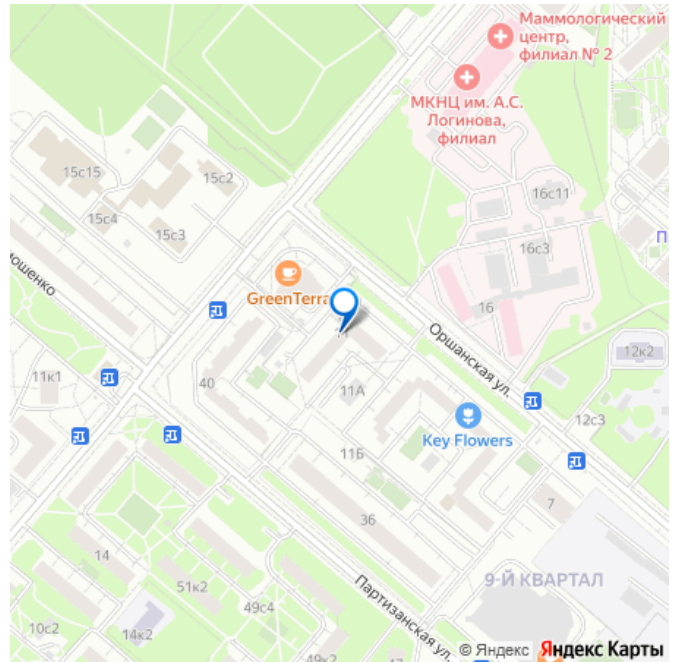 Маммологический
центр,
филиал № 2
МКНЦ им. А.С.
Логинова,
филиал
15с15
15с2
16с11
15с4
15с3
16с3
GreenTerra
16
Оршанская ул.
12к2
11к1
40
11А
12с3
Key Flowers
11Б
7
36
14
9-Й КВАРТАЛ
51к2
49с4
Партизанская ул.
10с2
14к2
49к2
47
© Яндекс Яндекс Карты